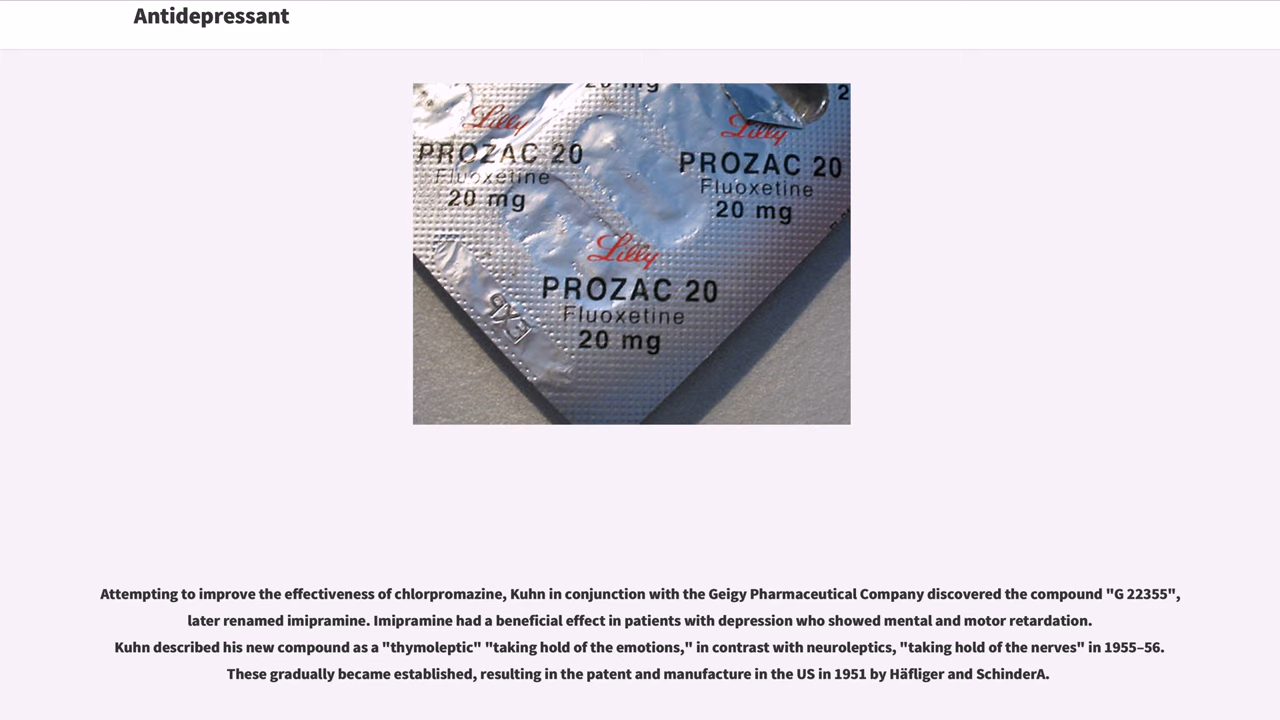 Antidepressant
20 mg
2
Lilly
PROZAC 20
Fluoxetine
20 mg
Lilly
PROZAC 20
Fluoxetine
20 mg
Lilly
PROZAC 20
Fluoxetine
20 mg
EXP
Attempting to improve the effectiveness of chlorpromazine, Kuhn in conjunction with the Geigy Pharmaceutical Company discovered the compound "G 22355",
later renamed imipramine. Imipramine had a beneficial effect in patients with depression who showed mental and motor retardation.
Kuhn described his new compound as a "thymoleptic" "taking hold of the emotions," in contrast with neuroleptics, "taking hold of the nerves" in 1955–56.
These gradually became established, resulting in the patent and manufacture in the US in 1951 by Häfliger and SchinderA.